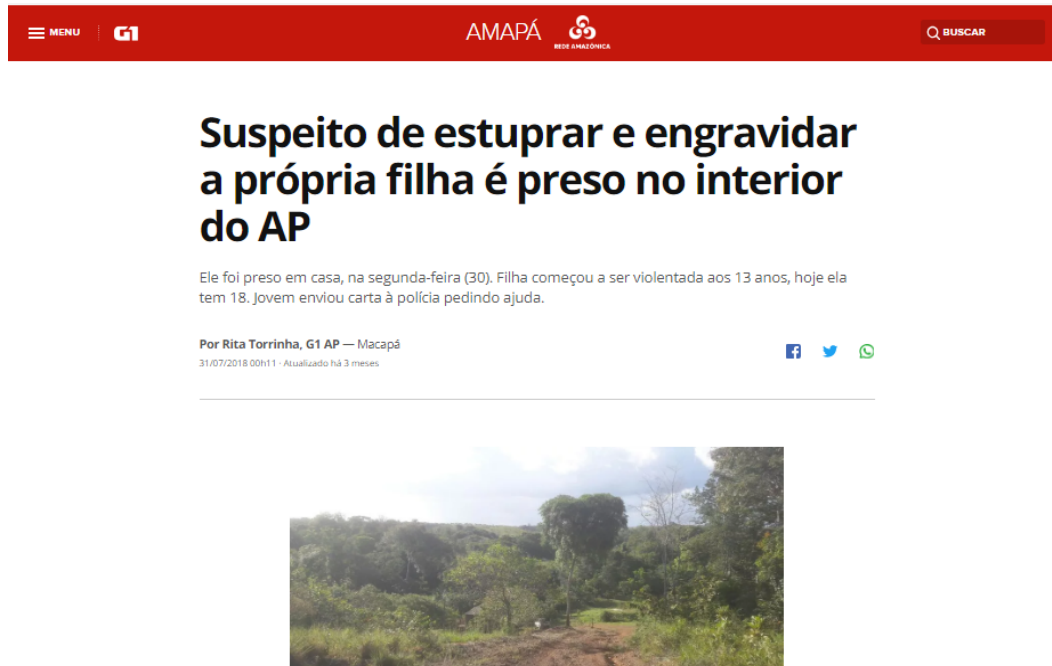 MENU
G1
AMAPÁ
REDE AMAZÔNICA
BUSCAR
Suspeito de estuprar e engravidar
a própria filha é preso no interior
do AP
Ele foi preso em casa, na segunda-feira (30). Filha começou a ser violentada aos 13 anos, hoje ela
tem 18. Jovem enviou carta à polícia pedindo ajuda.
Por Rita Torrinha, G1 AP — Macapá
31/07/2018 00h11 · Atualizado há 3 meses